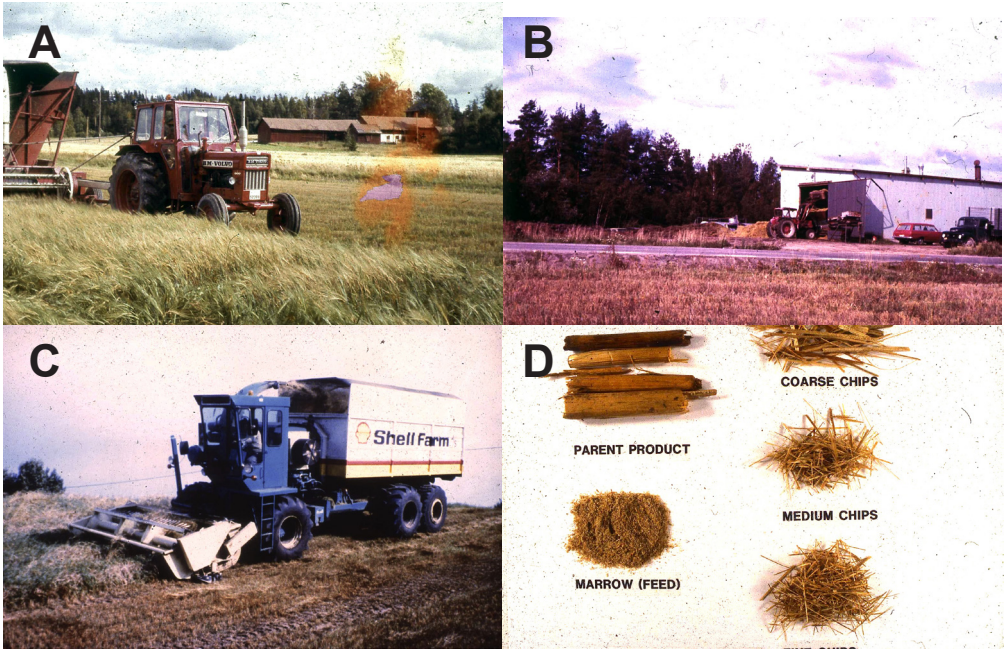 A
B
BM-VOLVO
C
Shell Farm
D
COARSE CHIPS
PARENT PRODUCT
MEDIUM CHIPS
MARROW (FEED)